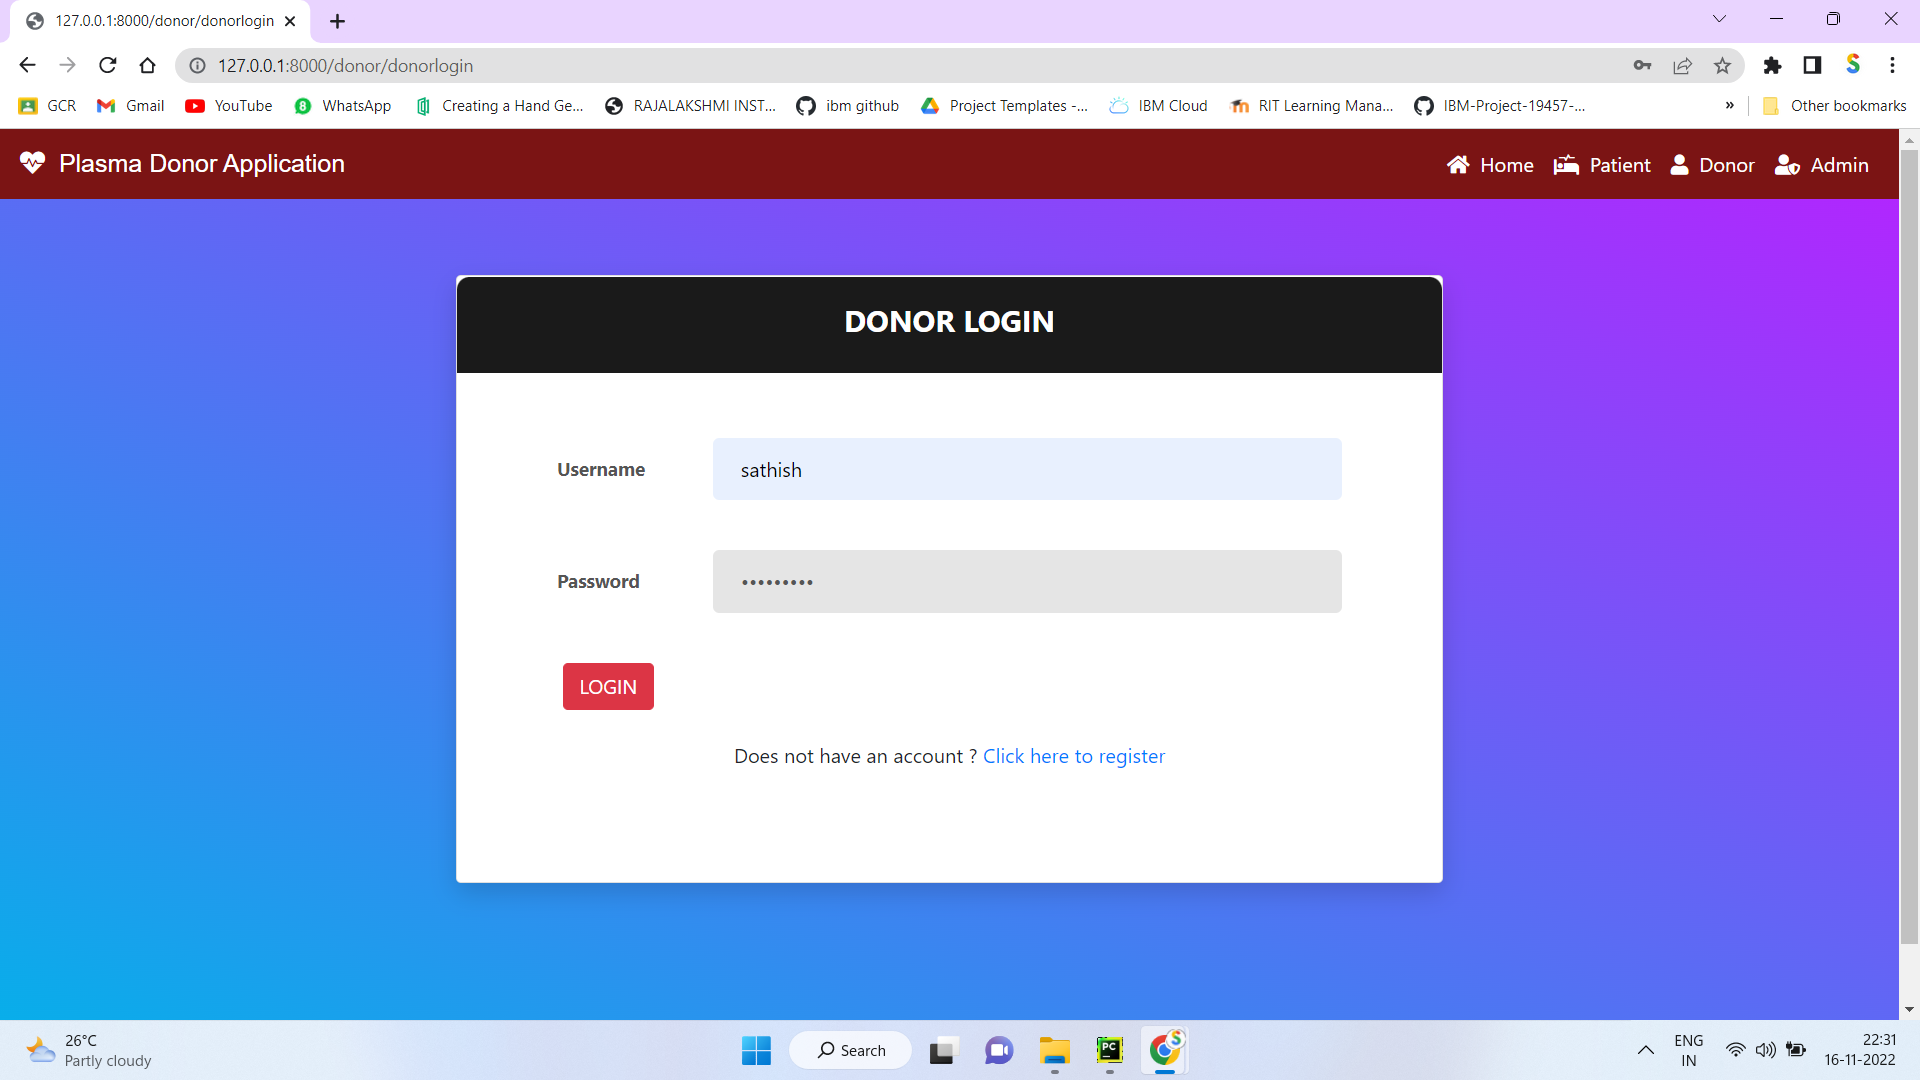 127.0.0.1:8000/donor/donorlogin
127.0.0.1:8000/donor/donorlogin
GCR Gmail YouTube WhatsApp Creating a Hand Ge... RAJALAKSHMI INST... ibm github Project Templates -... IBM Cloud RIT Learning Mana... IBM-Project-19457-... » Other bookmarks
Plasma Donor Application Home Patient Donor Admin
DONOR LOGIN
Username sathish
Password •••••••••
LOGIN
Does not have an account ? Click here to register
26°C
Partly cloudy
Search
ENG
IN
22:31
16-11-2022